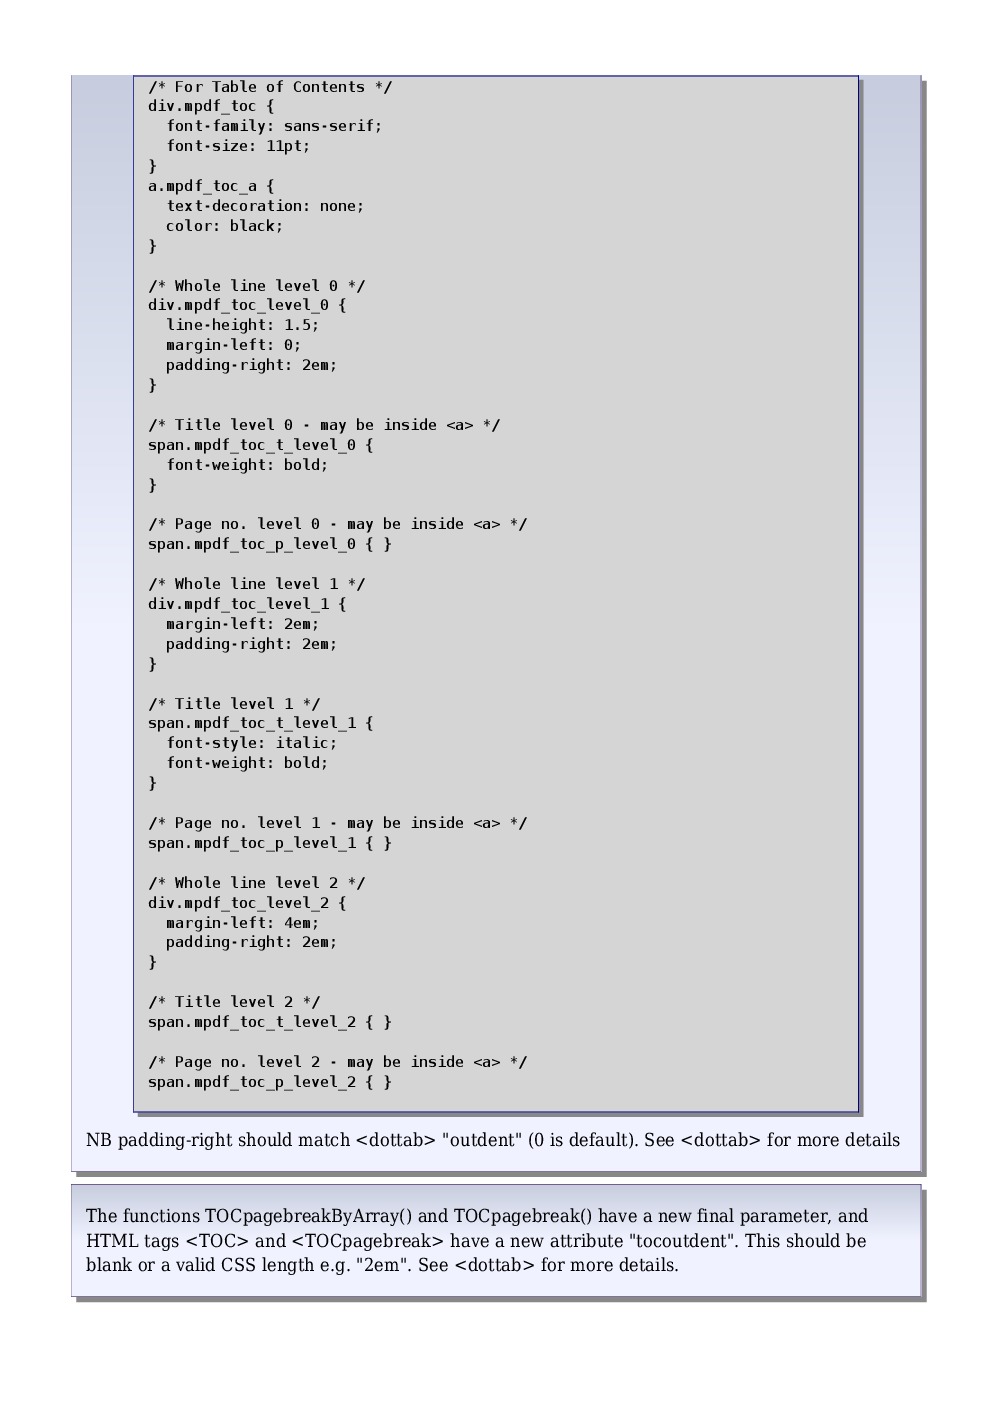 /* For Table of Contents */
div.mpdf_toc {
  font-family: sans-serif;
  font-size: 11pt;
}
a.mpdf_toc_a {
  text-decoration: none;
  color: black;
}

/* Whole line level 0 */
div.mpdf_toc_level_0 {
  line-height: 1.5;
  margin-left: 0;
  padding-right: 2em;
}

/* Title level 0 - may be inside <a> */
span.mpdf_toc_t_level_0 {
  font-weight: bold;
}

/* Page no. level 0 - may be inside <a> */
span.mpdf_toc_p_level_0 { }

/* Whole line level 1 */
div.mpdf_toc_level_1 {
  margin-left: 2em;
  padding-right: 2em;
}

/* Title level 1 */
span.mpdf_toc_t_level_1 {
  font-style: italic;
  font-weight: bold;
}

/* Page no. level 1 - may be inside <a> */
span.mpdf_toc_p_level_1 { }

/* Whole line level 2 */
div.mpdf_toc_level_2 {
  margin-left: 4em;
  padding-right: 2em;
}

/* Title level 2 */
span.mpdf_toc_t_level_2 { }

/* Page no. level 2 - may be inside <a> */
span.mpdf_toc_p_level_2 { }
NB padding-right should match <dottab> "outdent" (0 is default). See <dottab> for more details
The functions TOCpagebreakByArray() and TOCpagebreak() have a new final parameter, and
HTML tags <TOC> and <TOCpagebreak> have a new attribute "tocoutdent". This should be
blank or a valid CSS length e.g. "2em". See <dottab> for more details.